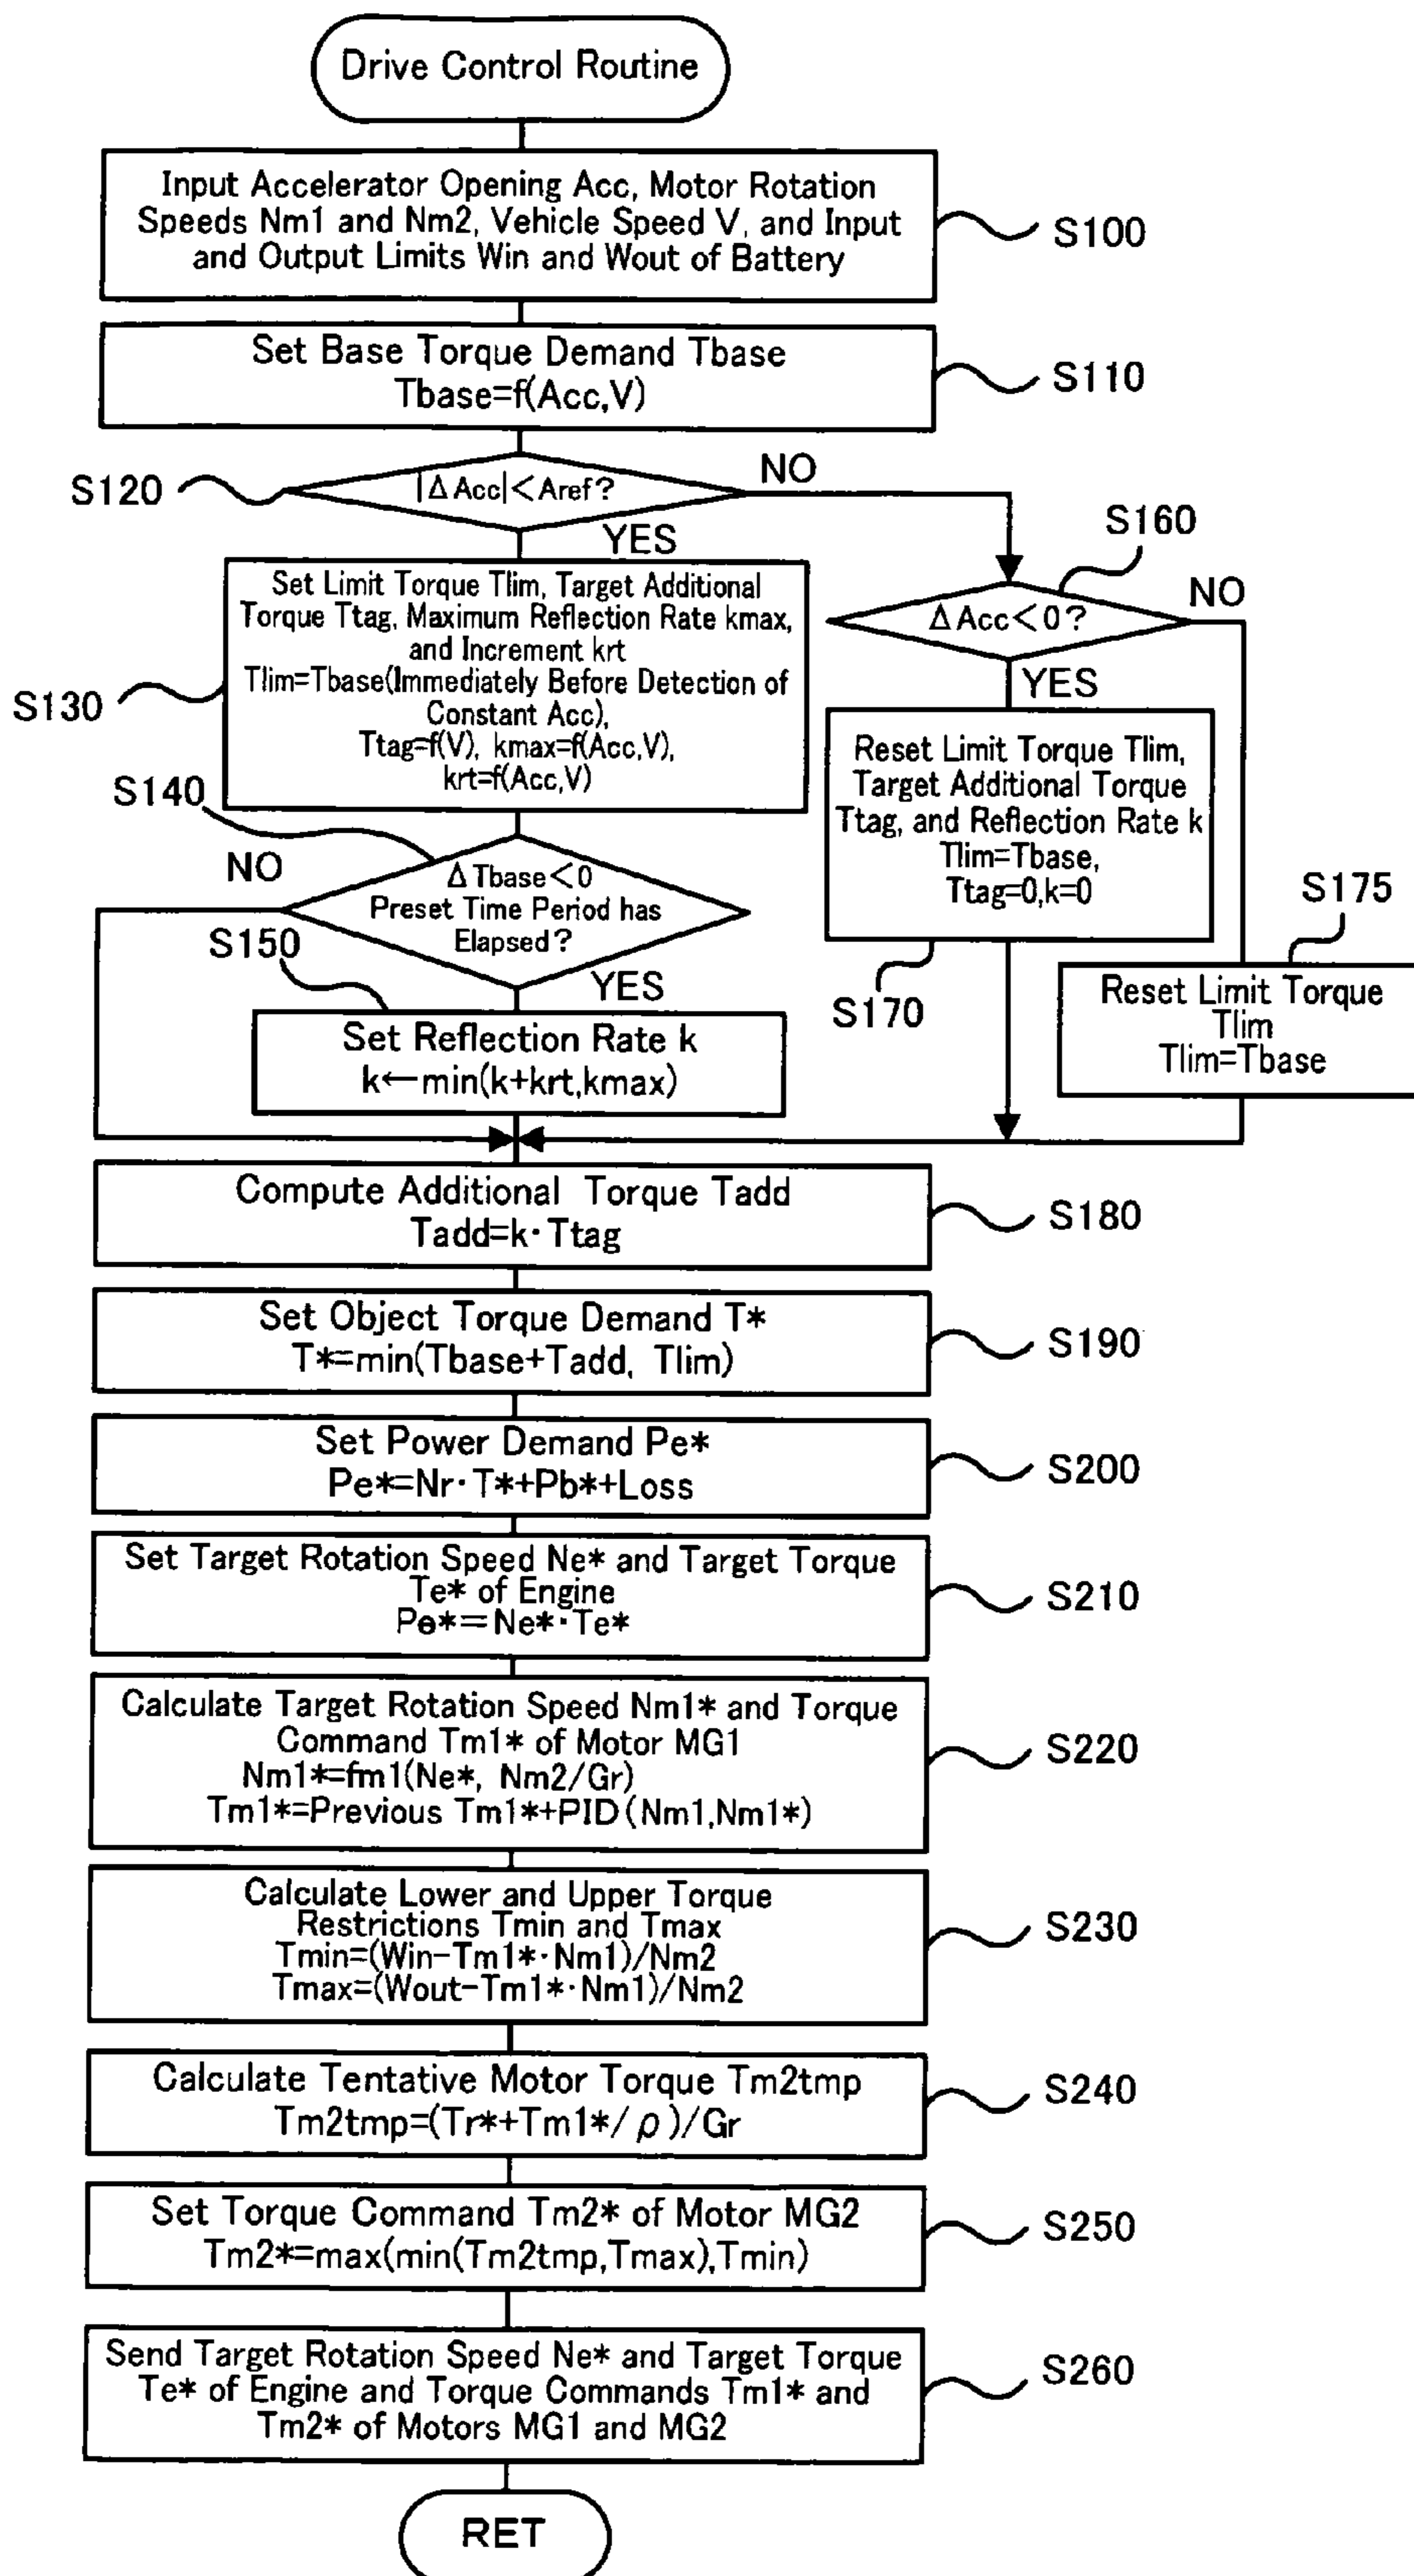 Drive Control Routine
Input Accelerator Opening Acc, Motor Rotation
Speeds Nm1 and Nm2, Vehicle Speed V, and Input
and Output Limits Win and Wout of Battery
S100
Set Base Torque Demand Tbase
Tbase=f(Acc,V)
S110
S120
|ΔAcc|<Aref?
NO
YES
S160
ΔAcc<0?
NO
YES
Set Limit Torque Tlim, Target Additional
Torque Ttag, Maximum Reflection Rate kmax,
and Increment krt
Tlim=Tbase(Immediately Before Detection of
Constant Acc),
Ttag=f(V), kmax=f(Acc,V),
krt=f(Acc,V)
S130
Reset Limit Torque Tlim,
Target Additional Torque
Ttag, and Reflection Rate k
Tlim=Tbase,
Ttag=0,k=0
S170
S175
Reset Limit Torque
Tlim
Tlim=Tbase
S140
NO
ΔTbase<0
Preset Time Period has
Elapsed?
YES
S150
Set Reflection Rate k
k←min(k+krt,kmax)
Compute Additional Torque Tadd
Tadd=k·Ttag
S180
Set Object Torque Demand T*
T*=min(Tbase+Tadd, Tlim)
S190
Set Power Demand Pe*
Pe*=Nr·T*+Pb*+Loss
S200
Set Target Rotation Speed Ne* and Target Torque
Te* of Engine
Pe*=Ne*·Te*
S210
Calculate Target Rotation Speed Nm1* and Torque
Command Tm1* of Motor MG1
Nm1*=fm1(Ne*, Nm2/Gr)
Tm1*=Previous Tm1*+PID(Nm1,Nm1*)
S220
Calculate Lower and Upper Torque
Restrictions Tmin and Tmax
Tmin=(Win-Tm1*·Nm1)/Nm2
Tmax=(Wout-Tm1*·Nm1)/Nm2
S230
Calculate Tentative Motor Torque Tm2tmp
Tm2tmp=(Tr*+Tm1*/ρ)/Gr
S240
Set Torque Command Tm2* of Motor MG2
Tm2*=max(min(Tm2tmp,Tmax),Tmin)
S250
Send Target Rotation Speed Ne* and Target Torque
Te* of Engine and Torque Commands Tm1* and
Tm2* of Motors MG1 and MG2
S260
RET